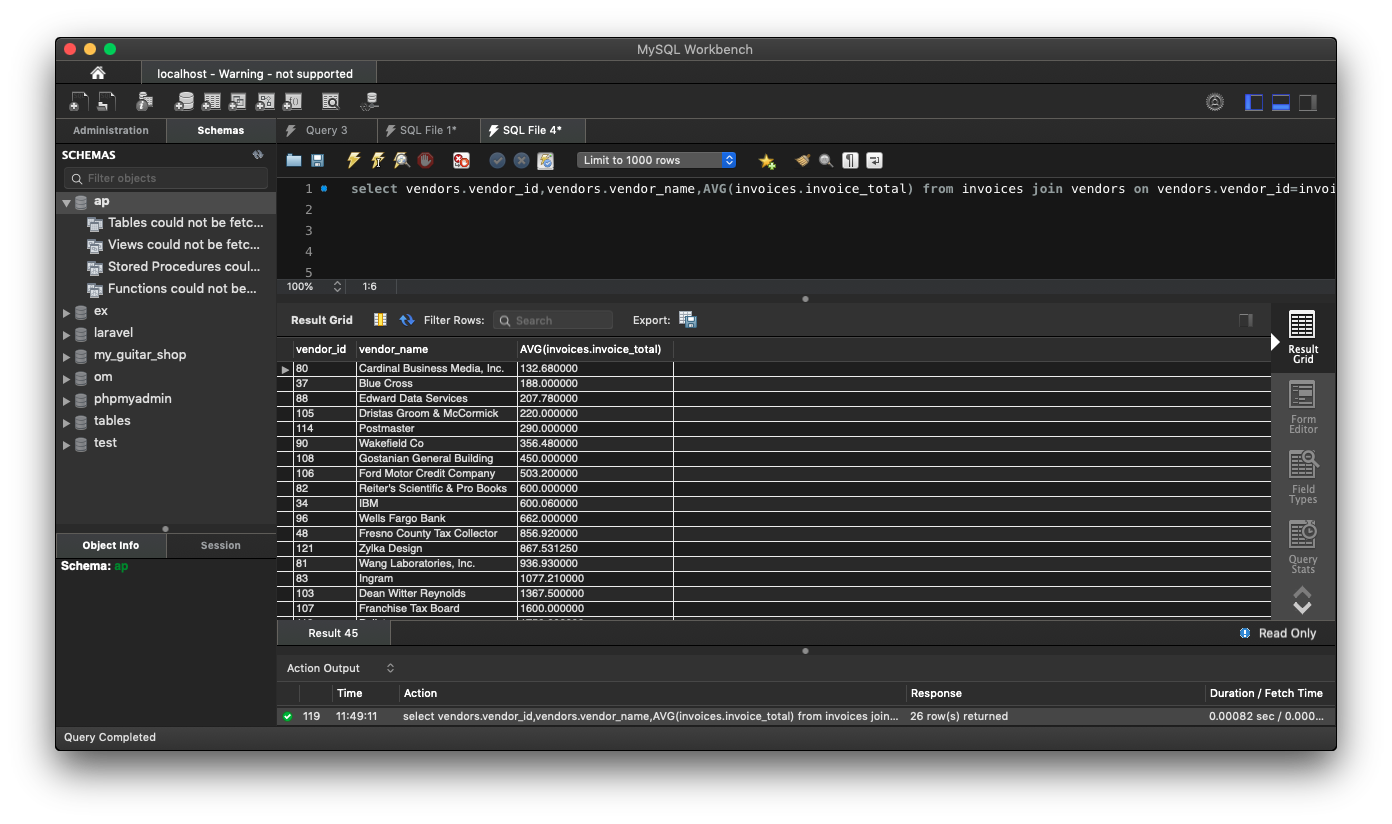 MySQL Workbench
localhost - Warning - not supported
Administration
Schemas
Query 3
SQL File 1*
SQL File 4*
SCHEMAS
Filter objects
ap
Tables could not be fetc...
Views could not be fetc...
Stored Procedures coul...
Functions could not be...
ex
laravel
my_guitar_shop
om
phpmyadmin
tables
test
Object Info
Session
Schema: ap
Limit to 1000 rows
1 select vendors.vendor_id,vendors.vendor_name,AVG(invoices.invoice_total) from invoices join vendors on vendors.vendor_id=invoi
2
3
4
5
100% 1:6
Result Grid Filter Rows: Search Export:
vendor_id vendor_name AVG(invoices.invoice_total)
80 Cardinal Business Media, Inc. 132.680000
37 Blue Cross 188.000000
88 Edward Data Services 207.780000
105 Dristas Groom & McCormick 220.000000
114 Postmaster 290.000000
90 Wakefield Co 356.480000
108 Gostanian General Building 450.000000
106 Ford Motor Credit Company 503.200000
82 Reiter's Scientific & Pro Books 600.000000
34 IBM 600.060000
96 Wells Fargo Bank 662.000000
48 Fresno County Tax Collector 856.920000
121 Zylka Design 867.531250
81 Wang Laboratories, Inc. 936.930000
83 Ingram 1077.210000
103 Dean Witter Reynolds 1367.500000
107 Franchise Tax Board 1600.000000
Result
Grid
Form
Editor
Field
Types
Query
Stats
Result 45
Read Only
Action Output
Time Action Response Duration / Fetch Time
119 11:49:11 select vendors.vendor_id,vendors.vendor_name,AVG(invoices.invoice_total) from invoices join... 26 row(s) returned 0.00082 sec / 0.000...
Query Completed